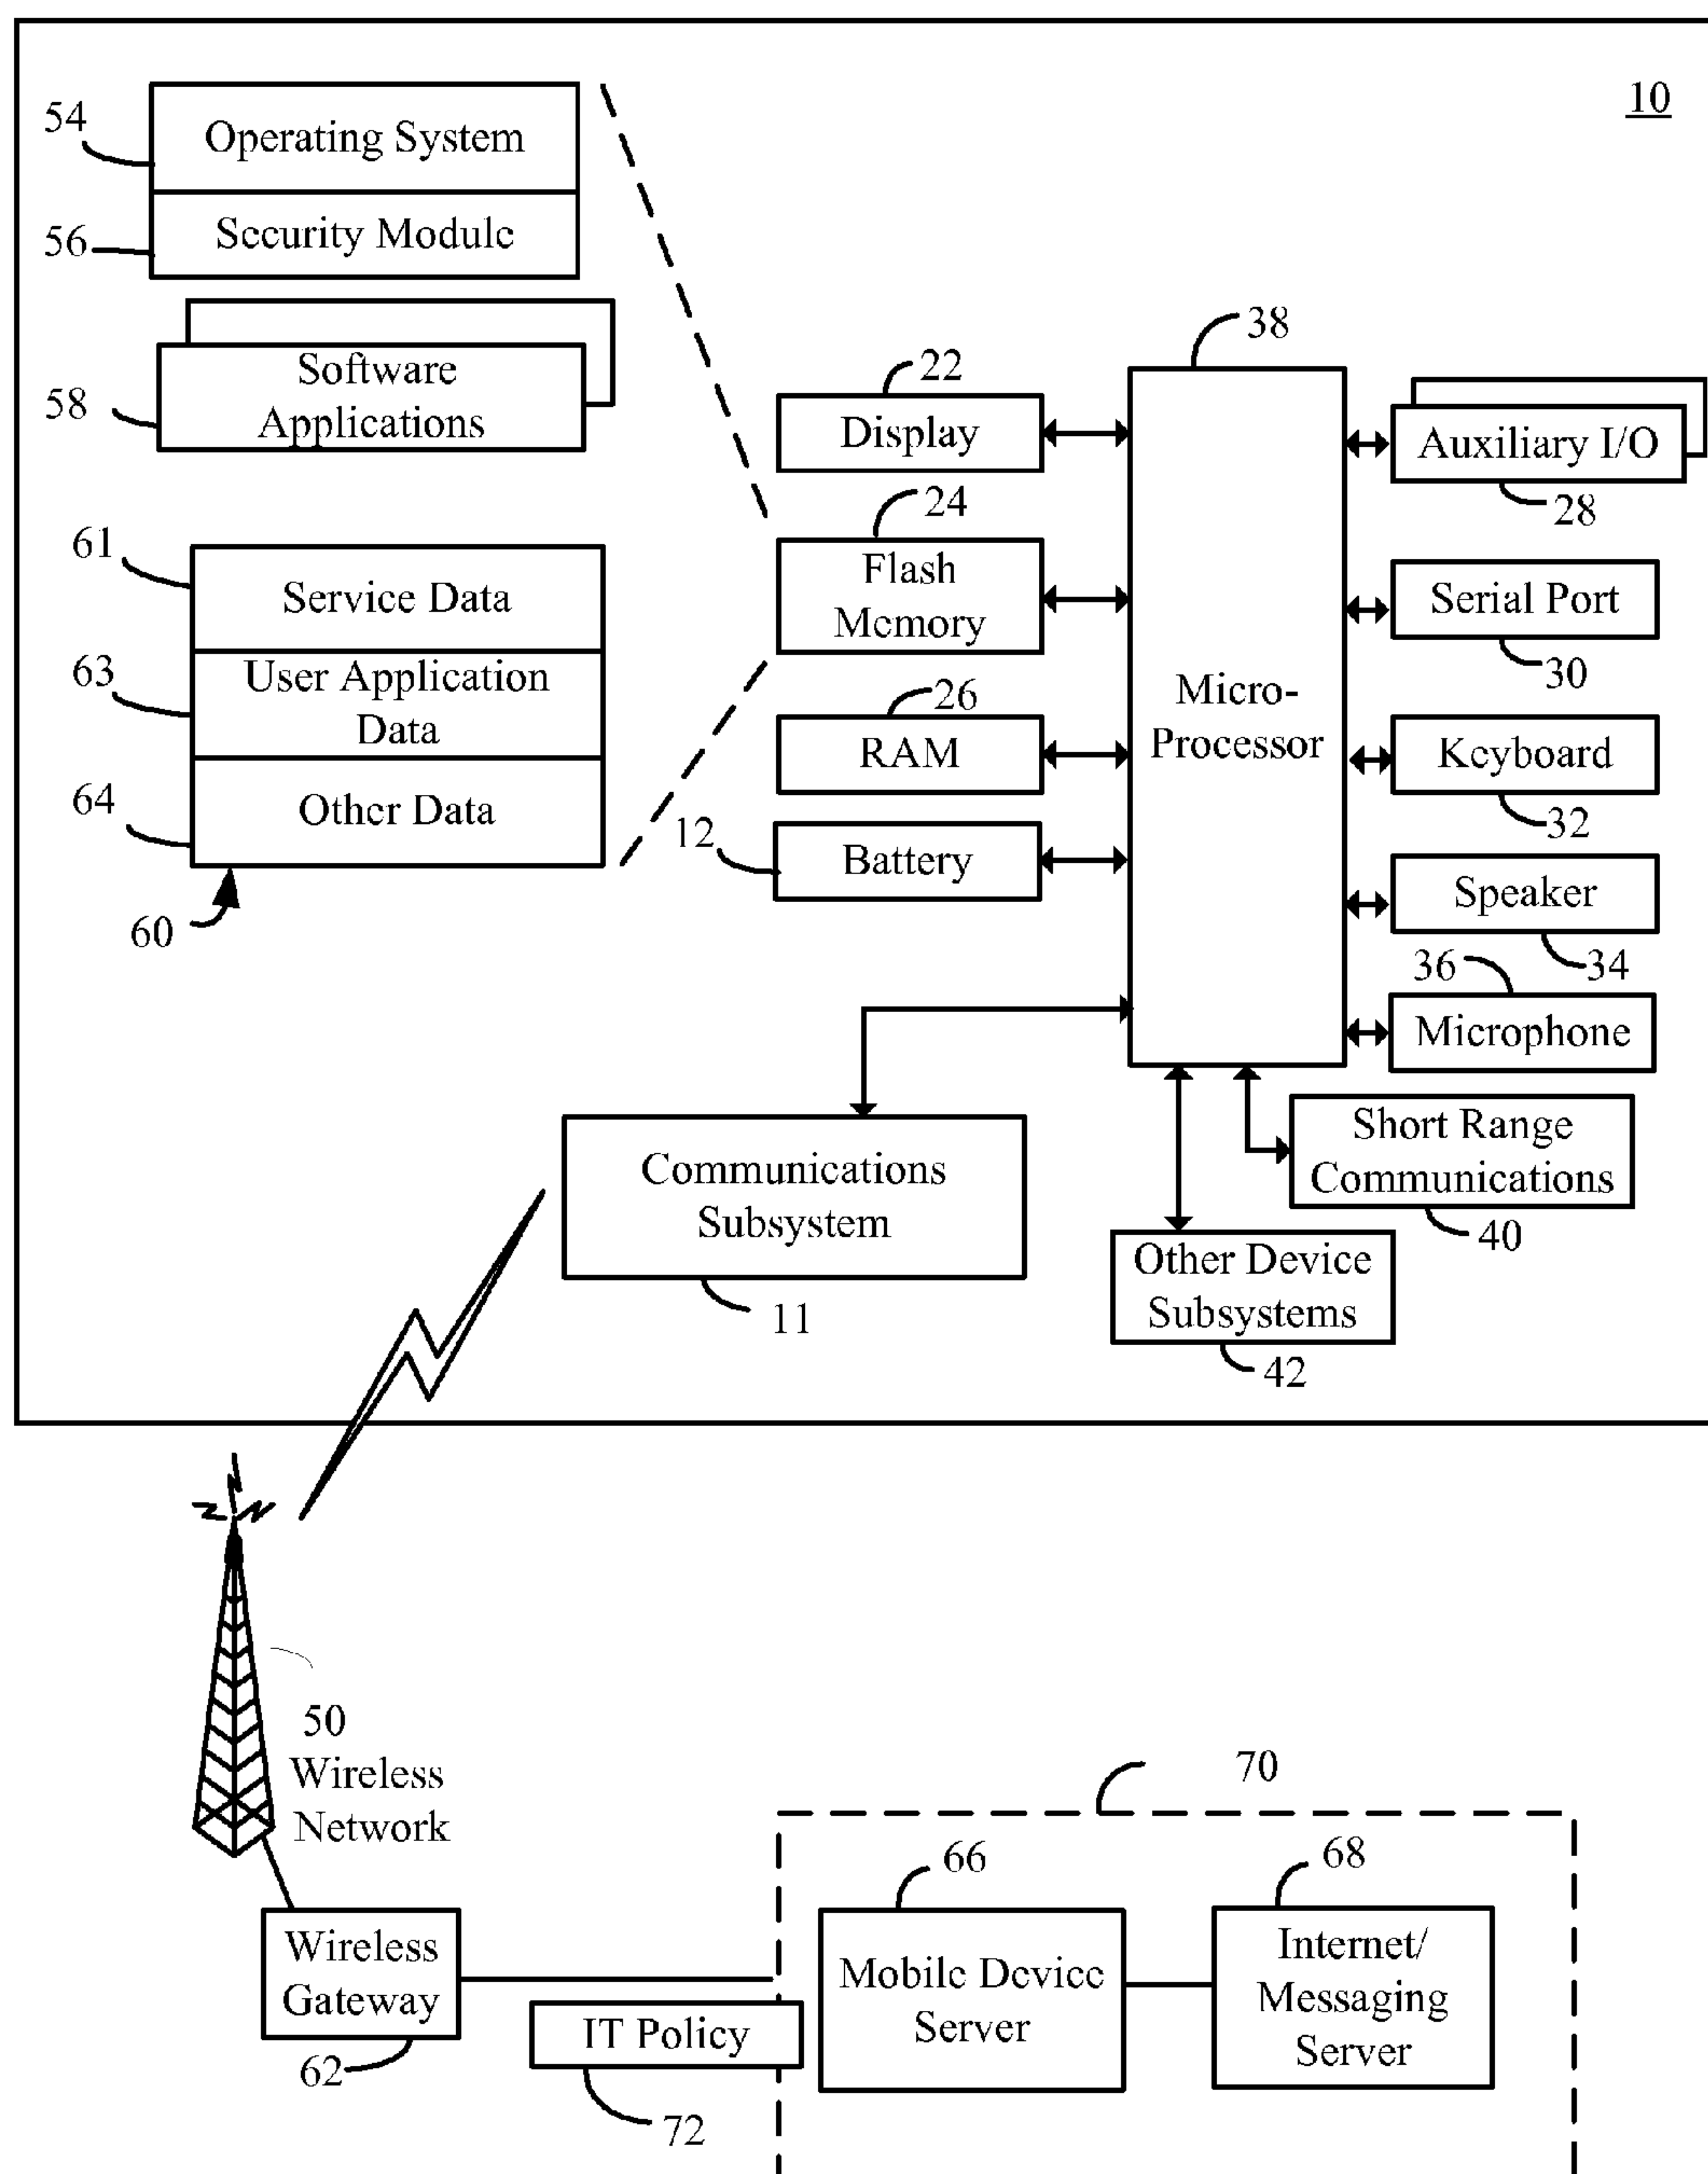 10
54
Operating System
56
Security Module
58
Software
Applications
61
Service Data
63
User Application
Data
64
Other Data
60
38
22
Display
24
Flash
Memory
26
RAM
12
Battery
Micro-
Processor
Auxiliary I/O
28
Serial Port
30
Keyboard
32
Speaker
34
36
Microphone
Short Range
Communications
40
Other Device
Subsystems
42
Communications
Subsystem
11
50
Wireless
Network
Wireless
Gateway
62
IT Policy
72
70
66
Mobile Device
Server
68
Internet/
Messaging
Server